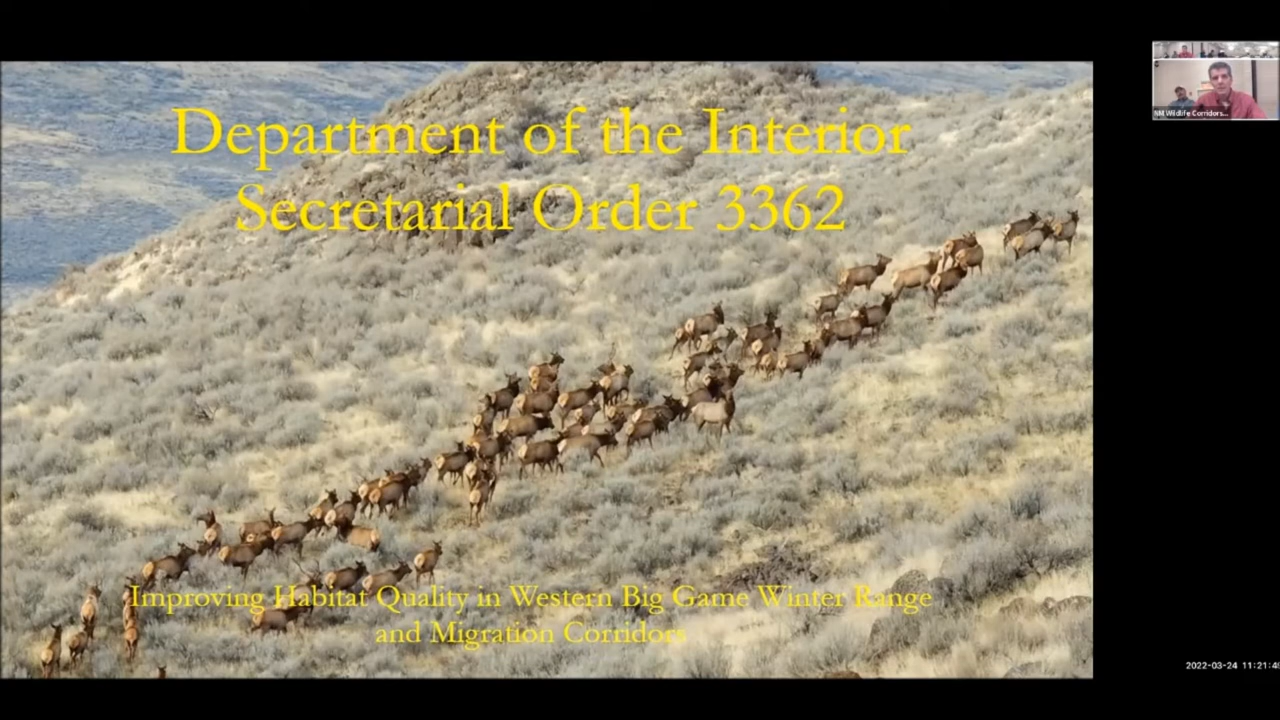 Department of the Interior
Secretarial Order 3362
NM Wildlife Corridors...
Improving Habitat Quality in Western Big Game Winter Range
and Migration Corridors
2022-03-24 11:21:4